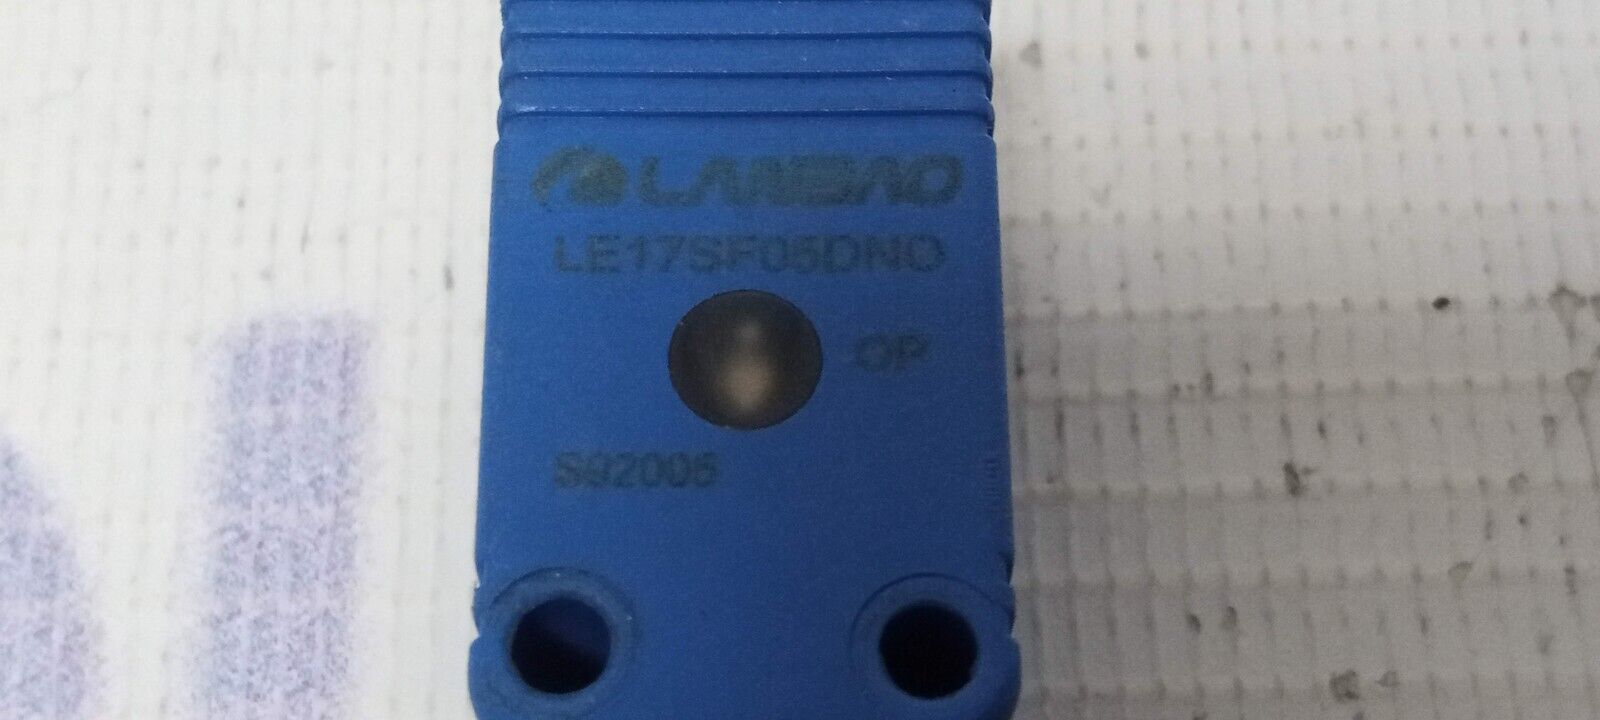 LANBAO
LE17SF05DNO
OP
S92006